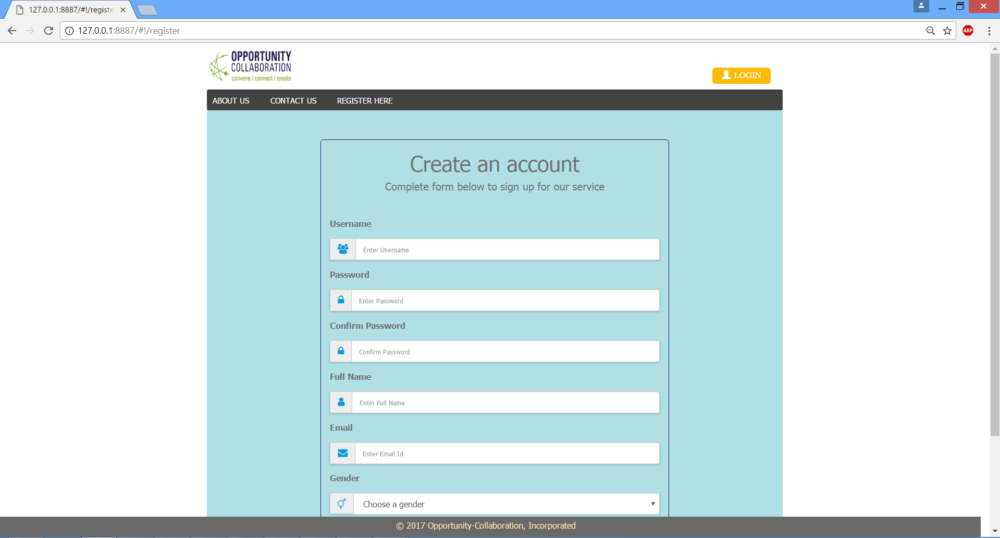 127.0.0.1:8887/#!/registe
127.0.0.1:8887/#!/register
ABP
OPPORTUNITY
COLLABORATION
convene / connect / create
LOGIN
ABOUT US CONTACT US REGISTER HERE
Create an account
Complete form below to sign up for our service
Username
Enter Username
Password
Enter Password
Confirm Password
Confirm Password
Full Name
Enter Full Name
Email
Enter Email Id
Gender
Choose a gender
© 2017 Opportunity-Collaboration, Incorporated